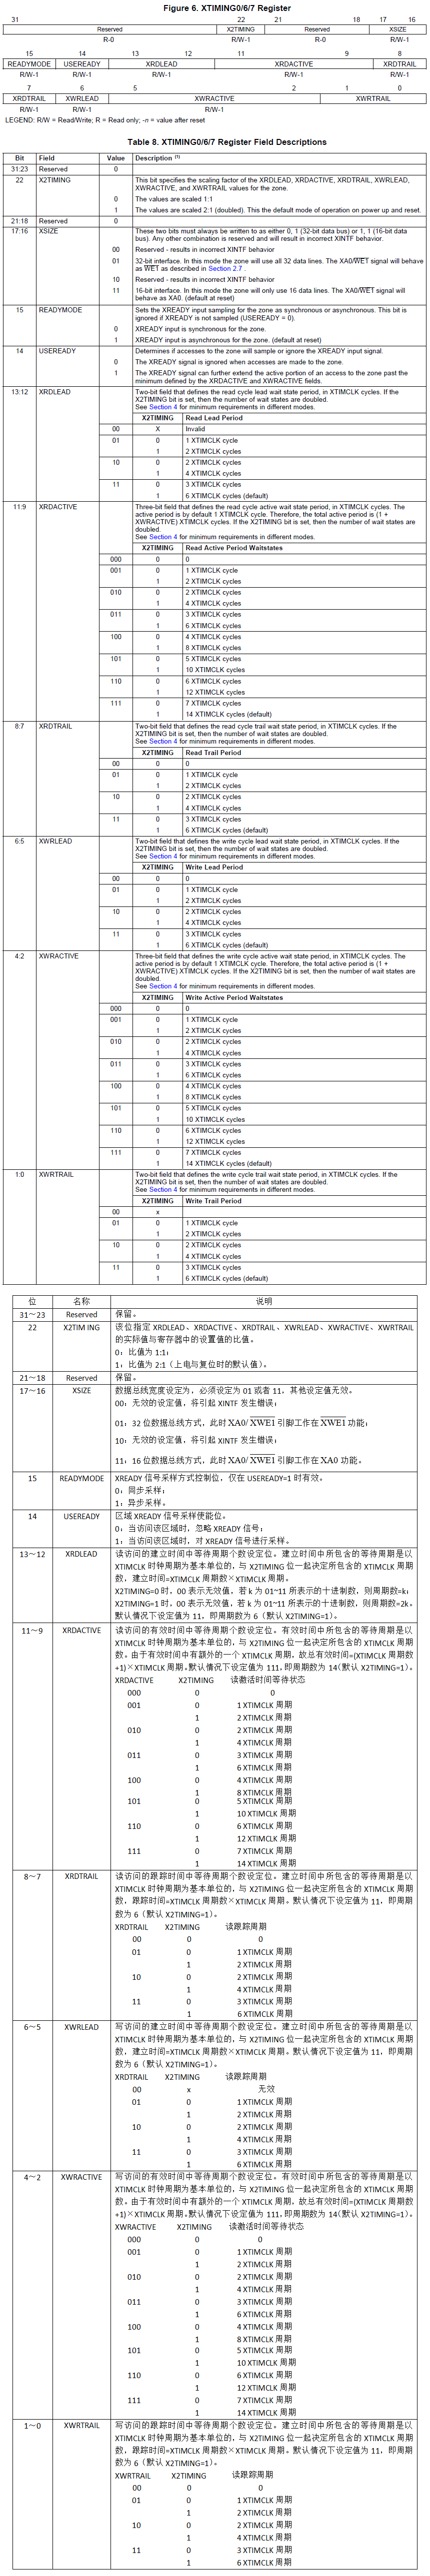 Figure 6. XTIMING0/6/7 Register
31 22 21 18 17 16
Reserved X2TIMING Reserved XSIZE
R-0 R/W-1 R-0 R/W-1
15 14 13 12 11 9 8
READYMODE USEREADY XRDLEAD XRDACTIVE XRDTRAIL
R/W-1 R/W-1 R/W-1 R/W-1 R/W-1
7 6 5 2 1 0
XRDTRAIL XWRLEAD XWRACTIVE XWRTRAIL
R/W-1 R/W-1 R/W-1 R/W-1
LEGEND: R/W = Read/Write; R = Read only; -n = value after reset
Table 8. XTIMING0/6/7 Register Field Descriptions
Bit Field Value Description (1)
31:23 Reserved 0
22 X2TIMING This bit specifies the scaling factor of the XRDLEAD, XRDACTIVE, XRDTRAIL, XWRLEAD,
XWRACTIVE, and XWRTRAIL values for the zone.
0 The values are scaled 1:1
1 The values are scaled 2:1 (doubled). This the default mode of operation on power up and reset.
21:18 Reserved 0
17:16 XSIZE These two bits must always be written to as either 0, 1 (32-bit data bus) or 1, 1 (16-bit data
bus). Any other combination is reserved and will result in incorrect XINTF behavior.
00 Reserved - results in incorrect XINTF behavior
01 32-bit interface. In this mode the zone will use all 32 data lines. The XA0/WE1 signal will behave
as WE1 as described in Section 2.7 .
10 Reserved - results in incorrect XINTF behavior
11 16-bit interface. In this mode the zone will only use 16 data lines. The XA0/WE1 signal will
behave as XA0. (default at reset)
15 READYMODE Sets the XREADY input sampling for the zone as synchronous or asynchronous. This bit is
ignored if XREADY is not sampled (USEREADY = 0).
0 XREADY input is synchronous for the zone.
1 XREADY input is asynchronous for the zone. (default at reset)
14 USEREADY Determines if accesses to the zone will sample or ignore the XREADY input signal.
0 The XREADY signal is ignored when accesses are made to the zone.
1 The XREADY signal can further extend the active portion of an access to the zone past the
minimum defined by the XRDACTIVE and XWRACTIVE fields.
13:12 XRDLEAD Two-bit field that defines the read cycle lead wait state period, in XTIMCLK cycles. If the
X2TIMING bit is set, then the number of wait states are doubled.
See Section 4 for minimum requirements in different modes.
X2TIMING Read Lead Period
00 X Invalid
01 0 1 XTIMCLK cycle
1 2 XTIMCLK cycles
10 0 2 XTIMCLK cycles
1 4 XTIMCLK cycles
11 0 3 XTIMCLK cycles
1 6 XTIMCLK cycles (default)
11:9 XRDACTIVE Three-bit field that defines the read cycle active wait state period, in XTIMCLK cycles. The
active period is by default 1 XTIMCLK cycle. Therefore, the total active period is (1 +
XWRACTIVE) XTIMCLK cycles. If the X2TIMING bit is set, then the number of wait states are
doubled.
See Section 4 for minimum requirements in different modes.
X2TIMING Read Active Period Waitstates
000 0 0
001 0 1 XTIMCLK cycle
1 2 XTIMCLK cycles
010 0 2 XTIMCLK cycles
1 4 XTIMCLK cycles
011 0 3 XTIMCLK cycles
1 6 XTIMCLK cycles
100 0 4 XTIMCLK cycles
1 8 XTIMCLK cycles
101 0 5 XTIMCLK cycles
1 10 XTIMCLK cycles
110 0 6 XTIMCLK cycles
1 12 XTIMCLK cycles
111 0 7 XTIMCLK cycles
1 14 XTIMCLK cycles (default)
8:7 XRDTRAIL Two-bit field that defines the read cycle trail wait state period, in XTIMCLK cycles. If the
X2TIMING bit is set, then the number of wait states are doubled.
See Section 4 for minimum requirements in different modes.
X2TIMING Read Trail Period
00 0 0
01 0 1 XTIMCLK cycle
1 2 XTIMCLK cycles
10 0 2 XTIMCLK cycles
1 4 XTIMCLK cycles
11 0 3 XTIMCLK cycles
1 6 XTIMCLK cycles (default)
6:5 XWRLEAD Two-bit field that defines the write cycle lead wait state period, in XTIMCLK cycles. If the
X2TIMING bit is set, then the number of wait states are doubled.
See Section 4 for minimum requirements in different modes.
X2TIMING Write Lead Period
00 0 0
01 0 1 XTIMCLK cycle
1 2 XTIMCLK cycles
10 0 2 XTIMCLK cycles
1 4 XTIMCLK cycles
11 0 3 XTIMCLK cycles
1 6 XTIMCLK cycles (default)
4:2 XWRACTIVE Three-bit field that defines the write cycle active wait state period, in XTIMCLK cycles. The
active period is by default 1 XTIMCLK cycle. Therefore, the total active period is (1 +
XWRACTIVE) XTIMCLK cycles. If the X2TIMING bit is set, then the number of wait states are
doubled.
See Section 4 for minimum requirements in different modes.
X2TIMING Write Active Period Waitstates
000 0 0
001 0 1 XTIMCLK cycle
1 2 XTIMCLK cycles
010 0 2 XTIMCLK cycles
1 4 XTIMCLK cycles
011 0 3 XTIMCLK cycles
1 6 XTIMCLK cycles
100 0 4 XTIMCLK cycles
1 8 XTIMCLK cycles
101 0 5 XTIMCLK cycles
1 10 XTIMCLK cycles
110 0 6 XTIMCLK cycles
1 12 XTIMCLK cycles
111 0 7 XTIMCLK cycles
1 14 XTIMCLK cycles (default)
1:0 XWRTRAIL Two-bit field that defines the write cycle trail wait state period, in XTIMCLK cycles. If the
X2TIMING bit is set, then the number of wait states are doubled.
See Section 4 for minimum requirements in different modes.
X2TIMING Write Trail Period
00 x
01 0 1 XTIMCLK cycle
1 2 XTIMCLK cycles
10 0 2 XTIMCLK cycles
1 4 XTIMCLK cycles
11 0 3 XTIMCLK cycles
1 6 XTIMCLK cycles (default)
位 名称 说明
31～23 Reserved 保留。
22 X2TIM ING 该位指定 XRDLEAD、XRDACTIVE、XRDTRAIL、XWRLEAD、XWRACTIVE、XWRTRAIL
的实际值与寄存器中的设置值的比值。
0：比值为 1:1；
1：比值为 2:1（上电与复位时的默认值）。
21～18 Reserved 保留。
17～16 XSIZE 数据总线宽度设定为，必须设定为 01 或者 11，其他设定值无效。
00：无效的设定值，将引起 XINTF 发生错误；
01：32 位数据总线方式，此时 XA0/ XWE1 引脚工作在 XWE1 功能；
10：无效的设定值，将引起 XINTF 发生错误；
11：16 位数据总线方式，此时 XA0/ XWE1 引脚工作在 XA0 功能。
15 READYMODE XREADY 信号采样方式控制位，仅在 USEREADY=1 时有效。
0：同步采样；
1：异步采样。
14 USEREADY 区域 XREADY 信号采样使能位。
0：当访问该区域时，忽略 XREADY 信号；
1：当访问该区域时，对 XREADY 信号进行采样。
13～12 XRDLEAD 读访问的建立时间中等待周期个数设定位。建立时间中所包含的等待周期是以
XTIMCLK 时钟周期为基本单位的，与 X2TIMING 位一起决定所包含的 XTIMCLK 周期
数，建立时间=XTIMCLK 周期数×XTIMCLK 周期。
X2TIMING=0 时，00 表示无效值，若 k 为 01~11 所表示的十进制数，则周期数=k；
X2TIMING=1 时，00 表示无效值，若 k 为 01~11 所表示的十进制数，则周期数=2k。
默认情况下设定值为 11，即周期数为 6（默认 X2TIMING=1）。
11～9 XRDACTIVE 读访问的有效时间中等待周期个数设定位。有效时间中所包含的等待周期是以
XTIMCLK 时钟周期为基本单位的，与 X2TIMING 位一起决定所包含的 XTIMCLK 周期
数。由于有效时间中有额外的一个 XTIMCLK 周期，故总有效时间=(XTIMCLK 周期数
+1)×XTIMCLK 周期。默认情况下设定值为 111，即周期数为 14（默认 X2TIMING=1）。
XRDACTIVE X2TIMING 读激活时间等待状态
000 0 0
001 0 1 XTIMCLK 周期
1 2 XTIMCLK 周期
010 0 2 XTIMCLK 周期
1 4 XTIMCLK 周期
011 0 3 XTIMCLK 周期
1 6 XTIMCLK 周期
100 0 4 XTIMCLK 周期
1 8 XTIMCLK 周期
101 0 5 XTIMCLK 周期
1 10 XTIMCLK 周期
110 0 6 XTIMCLK 周期
1 12 XTIMCLK 周期
111 0 7 XTIMCLK 周期
1 14 XTIMCLK 周期
8～7 XRDTRAIL 读访问的跟踪时间中等待周期个数设定位。建立时间中所包含的等待周期是以
XTIMCLK 时钟周期为基本单位的，与 X2TIMING 位一起决定所包含的 XTIMCLK 周期
数，跟踪时间=XTIMCLK 周期数×XTIMCLK 周期。默认情况下设定值为 11，即周期
数为 6（默认 X2TIMING=1）。
XRDTRAIL X2TIMING 读跟踪周期
00 0 0
01 0 1 XTIMCLK 周期
1 2 XTIMCLK 周期
10 0 2 XTIMCLK 周期
1 4 XTIMCLK 周期
11 0 3 XTIMCLK 周期
1 6 XTIMCLK 周期
6～5 XWRLEAD 写访问的建立时间中等待周期个数设定位。建立时间中所包含的等待周期是以
XTIMCLK 时钟周期为基本单位的，与 X2TIMING 位一起决定所包含的 XTIMCLK 周期
数，建立时间=XTIMCLK 周期数×XTIMCLK 周期。默认情况下设定值为 11，即周期
数为 6（默认 X2TIMING=1）。
XRDTRAIL X2TIMING 读跟踪周期
00 x 无效
01 0 1 XTIMCLK 周期
1 2 XTIMCLK 周期
10 0 2 XTIMCLK 周期
1 4 XTIMCLK 周期
11 0 3 XTIMCLK 周期
1 6 XTIMCLK 周期
4～2 XWRACTIVE 写访问的有效时间中等待周期个数设定位。有效时间中所包含的等待周期是以
XTIMCLK 时钟周期为基本单位的，与 X2TIMING 位一起决定所包含的 XTIMCLK 周期
数。由于有效时间中有额外的一个 XTIMCLK 周期，故总有效时间=(XTIMCLK 周期数
+1)×XTIMCLK 周期。默认情况下设定值为 111，即周期数为 14（默认 X2TIMING=1）。
XWRACTIVE X2TIMING 读激活时间等待状态
000 0 0
001 0 1 XTIMCLK 周期
1 2 XTIMCLK 周期
010 0 2 XTIMCLK 周期
1 4 XTIMCLK 周期
011 0 3 XTIMCLK 周期
1 6 XTIMCLK 周期
100 0 4 XTIMCLK 周期
1 8 XTIMCLK 周期
101 0 5 XTIMCLK 周期
1 10 XTIMCLK 周期
110 0 6 XTIMCLK 周期
1 12 XTIMCLK 周期
111 0 7 XTIMCLK 周期
1 14 XTIMCLK 周期
1～0 XWRTRAIL 写访问的跟踪时间中等待周期个数设定位。建立时间中所包含的等待周期是以
XTIMCLK 时钟周期为基本单位的，与 X2TIMING 位一起决定所包含的 XTIMCLK 周期
数，跟踪时间=XTIMCLK 周期数×XTIMCLK 周期。默认情况下设定值为 11，即周期
数为 6（默认 X2TIMING=1）。
XWRTRAIL X2TIMING 读跟踪周期
00 0 0
01 0 1 XTIMCLK 周期
1 2 XTIMCLK 周期
10 0 2 XTIMCLK 周期
1 4 XTIMCLK 周期
11 0 3 XTIMCLK 周期
1 6 XTIMCLK 周期